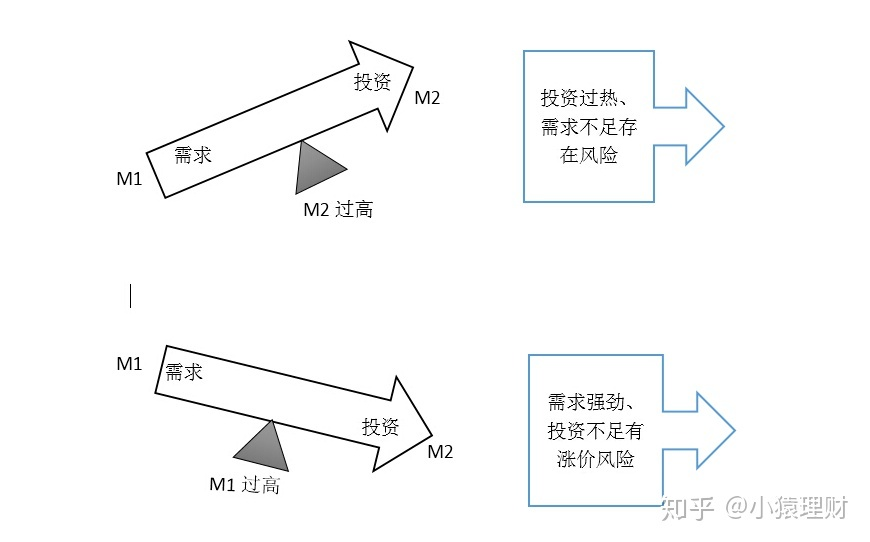 投资
M2
需求
M1
M2 过高
投资过热、
需求不足存
在风险
M1
需求
投资
M2
M1 过高
需求强劲、
投资不足有
涨价风险
知乎 @小猿理财